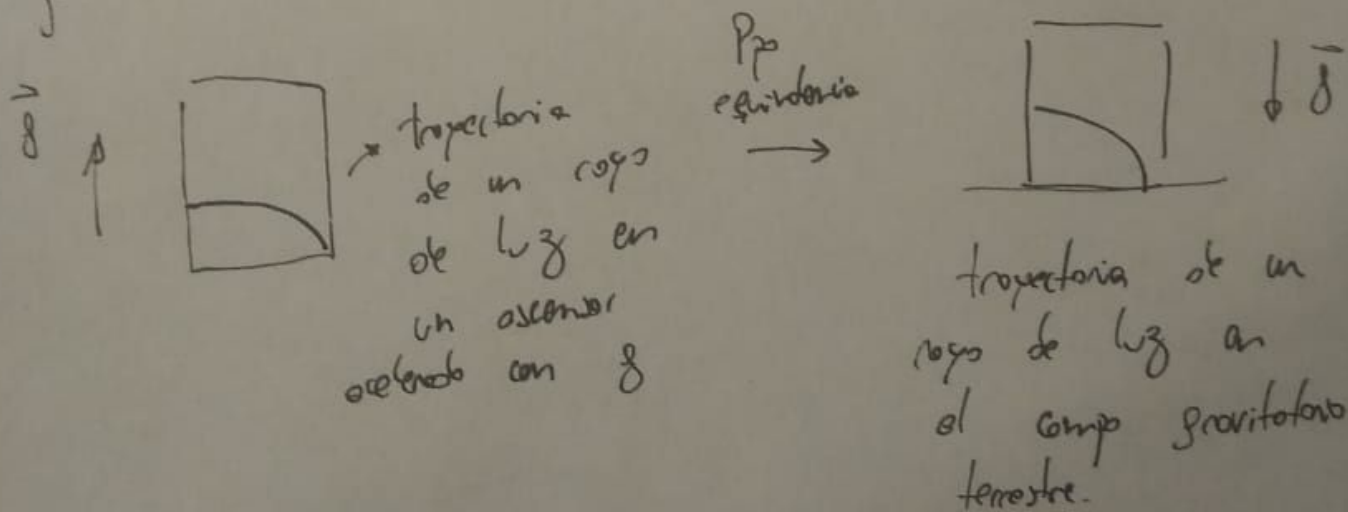 g
trayectoria
de un rayo
de luz en
un ascensor
acelerado con g
Ppo
equivalencia
g
trayectoria de un
rayo de luz en
el campo gravitatorio
terrestre.